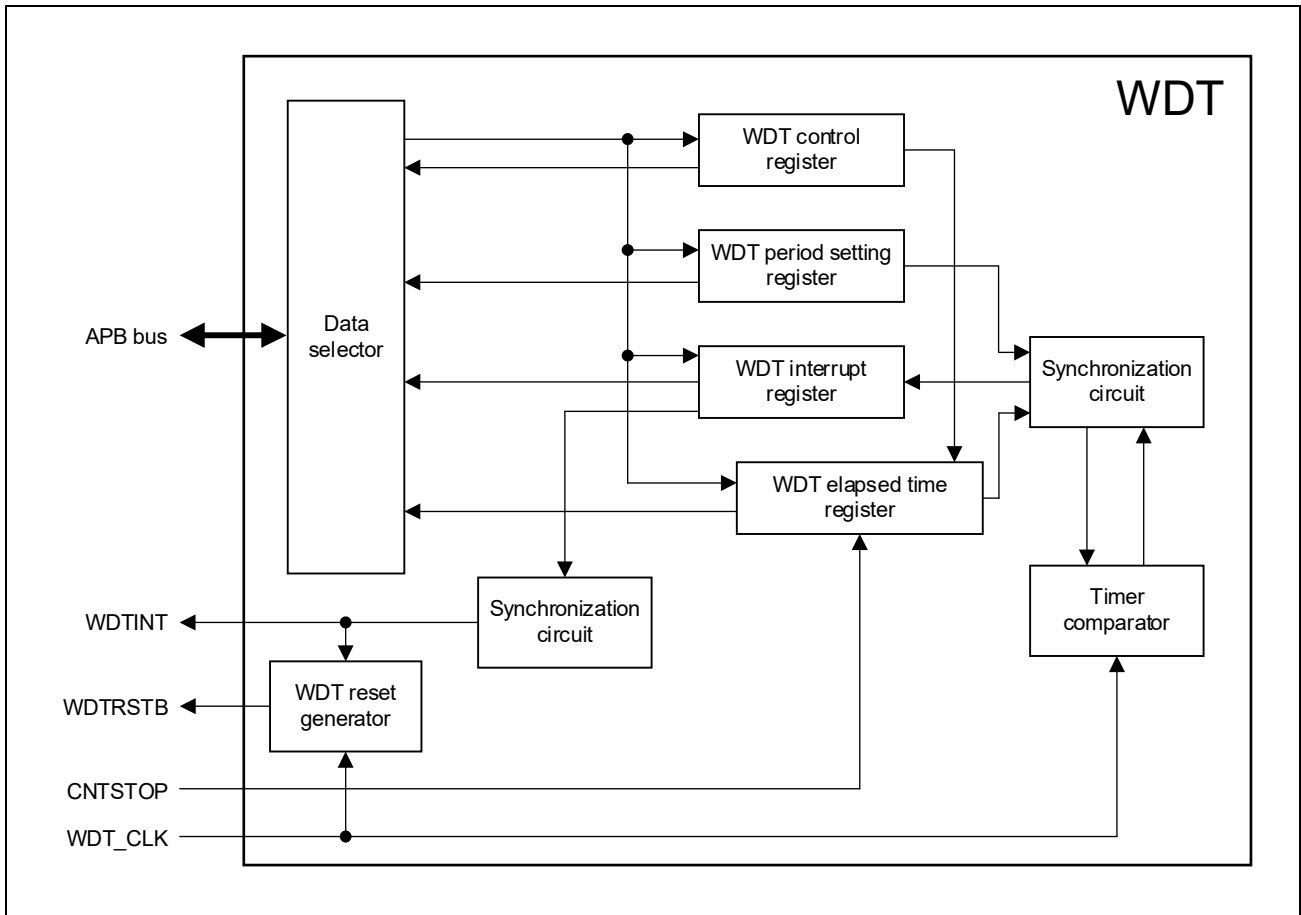 WDT
WDT control
register
WDT period setting
register
APB bus
Data
selector
WDT interrupt
register
Synchronization
circuit
WDT elapsed time
register
WDTINT
Synchronization
circuit
Timer
comparator
WDTRSTB
WDT reset
generator
CNTSTOP
WDT_CLK